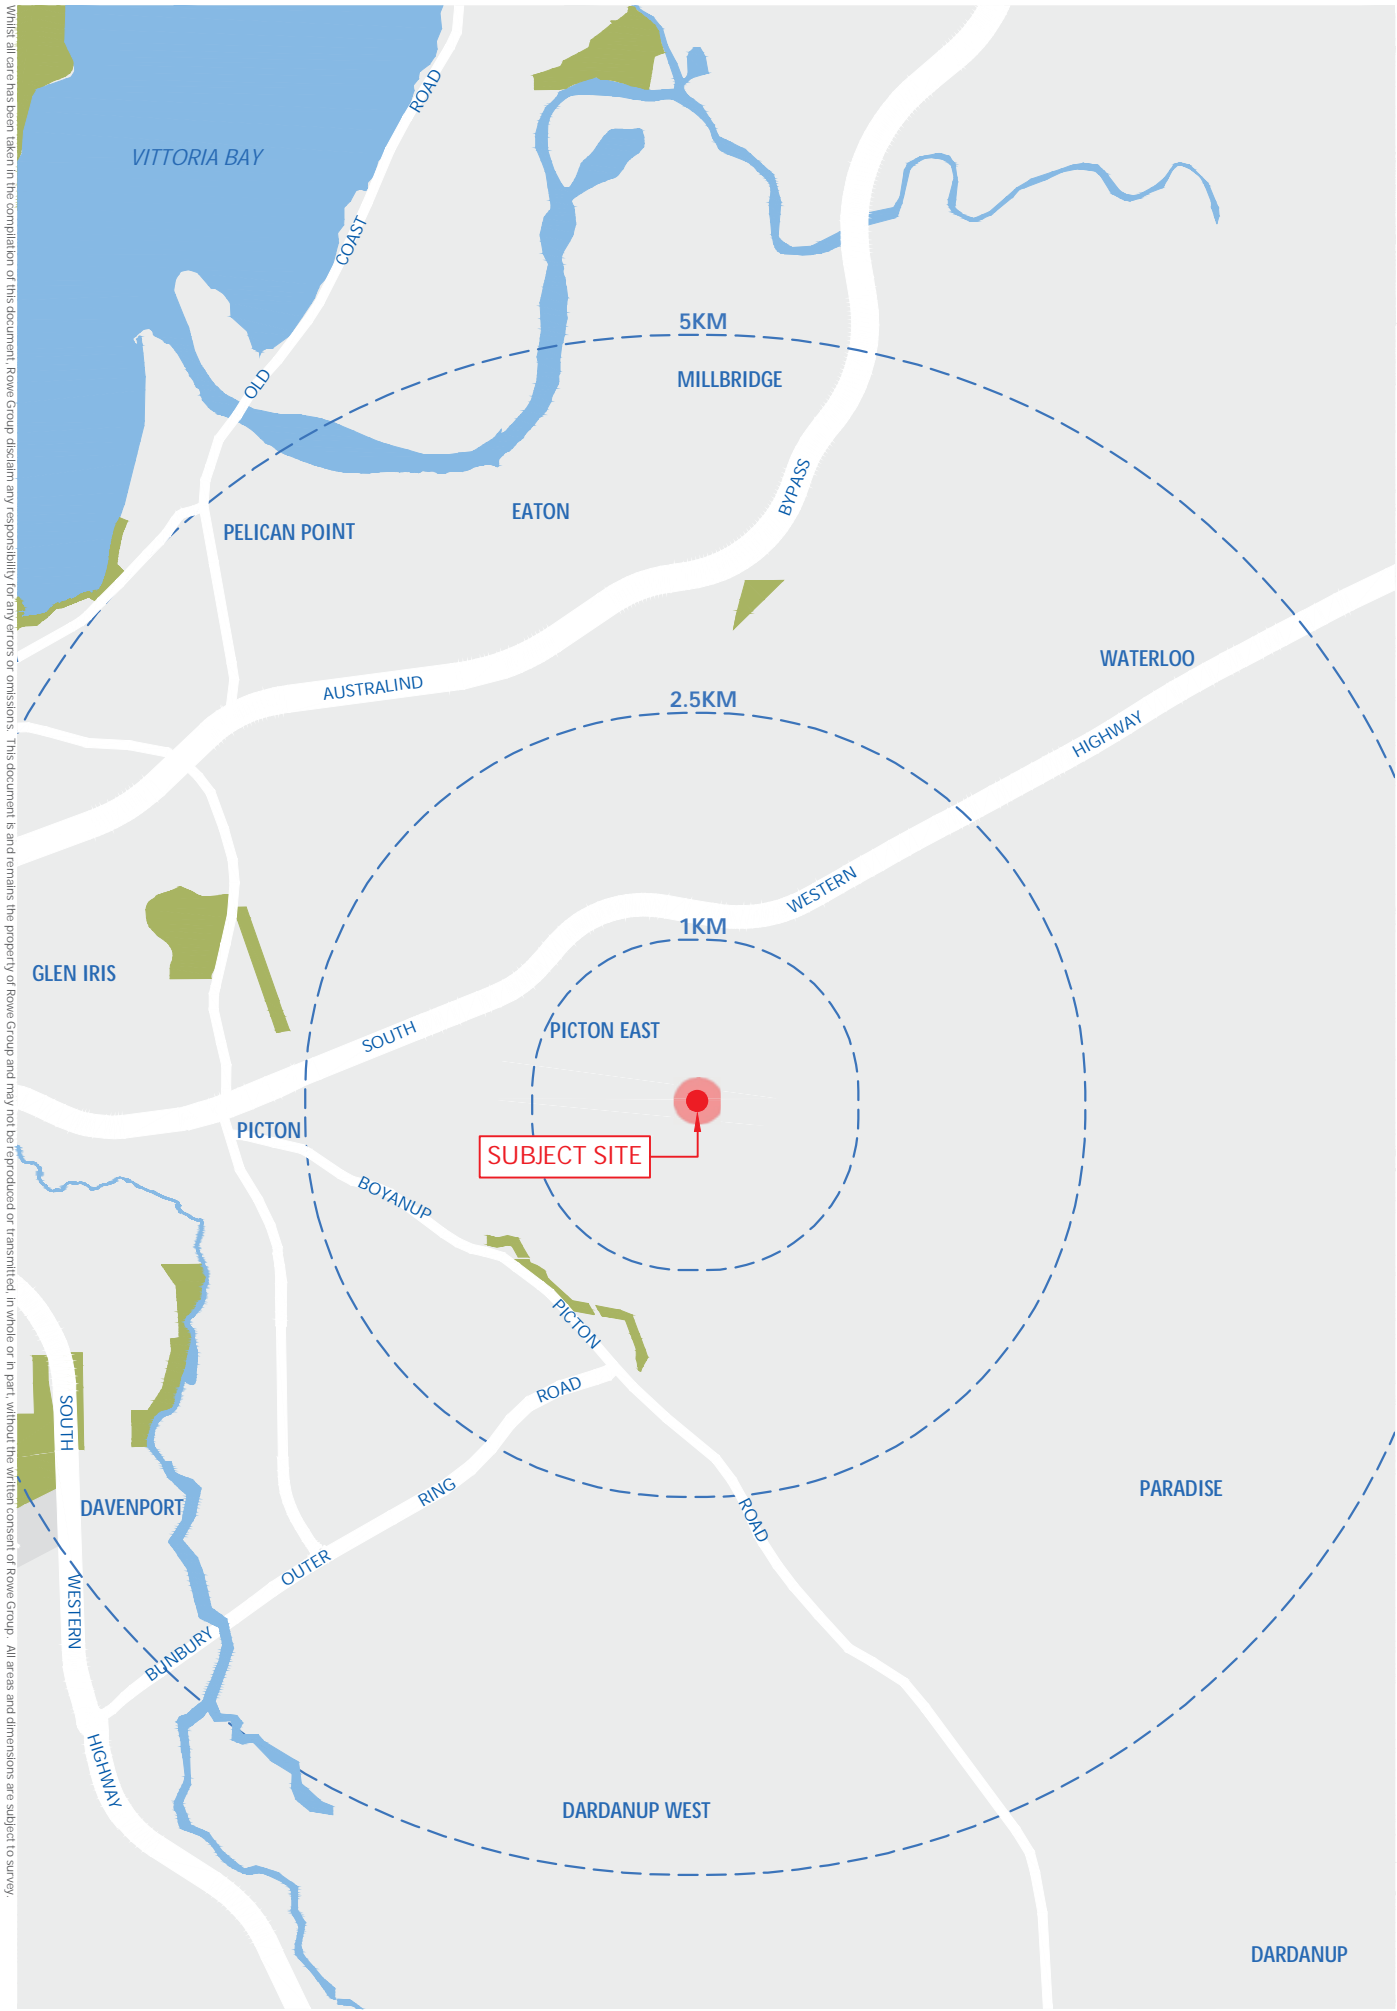 Whilst all care has been taken in the compilation of this document, Rowe Group disclaim any responsibility for any errors or omissions. This document is and remains the property of Rowe Group and may not be reproduced or transmitted, in whole or in part, without the written consent of Rowe Group. All areas and dimensions are subject to survey.
VITTORIA BAY
OLD
COAST
ROAD
5KM
MILLBRIDGE
BYPASS
EATON
PELICAN POINT
WATERLOO
AUSTRALIND
2.5KM
HIGHWAY
WESTERN
1KM
GLEN IRIS
SOUTH
PICTON EAST
PICTON
SUBJECT SITE
BOYANUP
PICTON
ROAD
SOUTH
WESTERN
HIGHWAY
DAVENPORT
BUNBURY
OUTER
RING
ROAD
PARADISE
DARDANUP WEST
DARDANUP